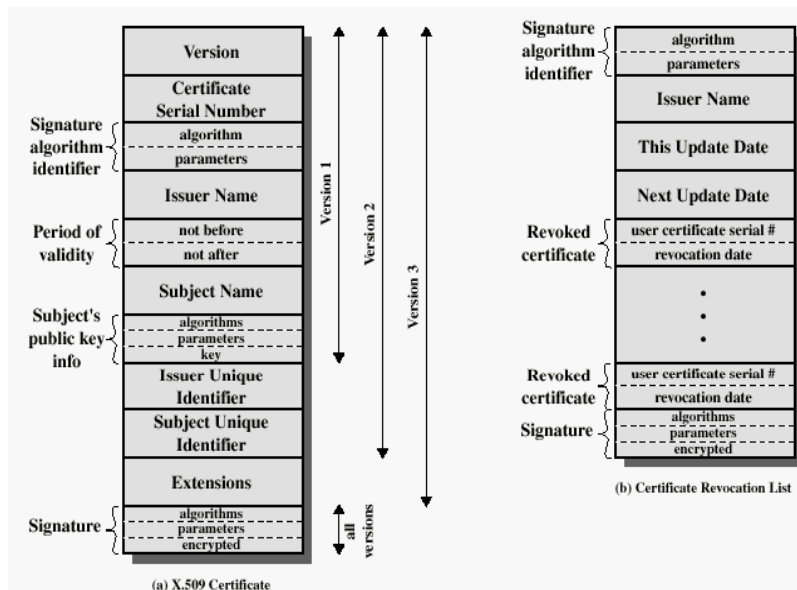 Version
Certificate
Serial Number
Signature
algorithm
identifier
algorithm
parameters
Issuer Name
Period of
validity
not before
not after
Subject Name
Subject's
public key
info
algorithms
parameters
key
Issuer Unique
Identifier
Subject Unique
Identifier
Extensions
Signature
algorithms
parameters
encrypted
Version 1
Version 2
Version 3
all
versions
(a) X.509 Certificate
Signature
algorithm
identifier
algorithm
parameters
Issuer Name
This Update Date
Next Update Date
Revoked
certificate
user certificate serial #
revocation date
Revoked
certificate
user certificate serial #
revocation date
Signature
algorithms
parameters
encrypted
(b) Certificate Revocation List